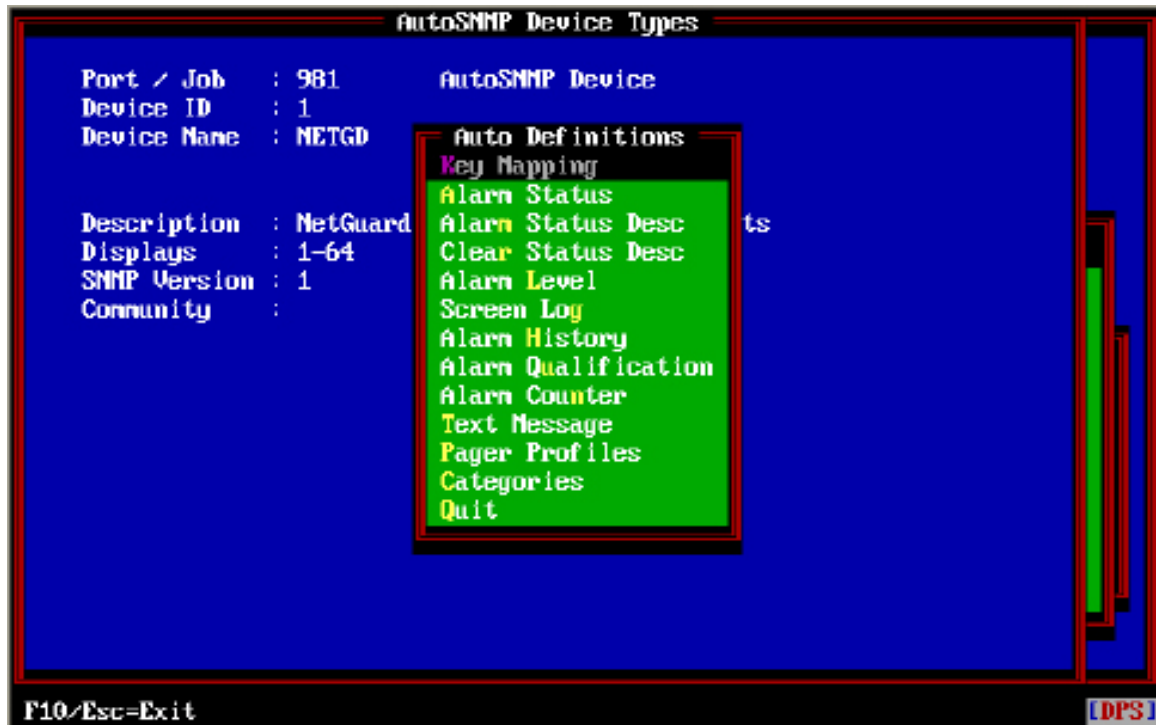 AutoSNMP Device Types
Port / Job : 981 AutoSNMP Device
Device ID : 1
Device Name : NETGD
Description : NetGuard ts
Displays : 1-64
SNMP Version : 1
Community :
Auto Definitions
Key Mapping
Alarm Status
Alarm Status Desc
Clear Status Desc
Alarm Level
Screen Log
Alarm History
Alarm Qualification
Alarm Counter
Text Message
Pager Profiles
Categories
Quit
F10/Esc=Exit [DPS]